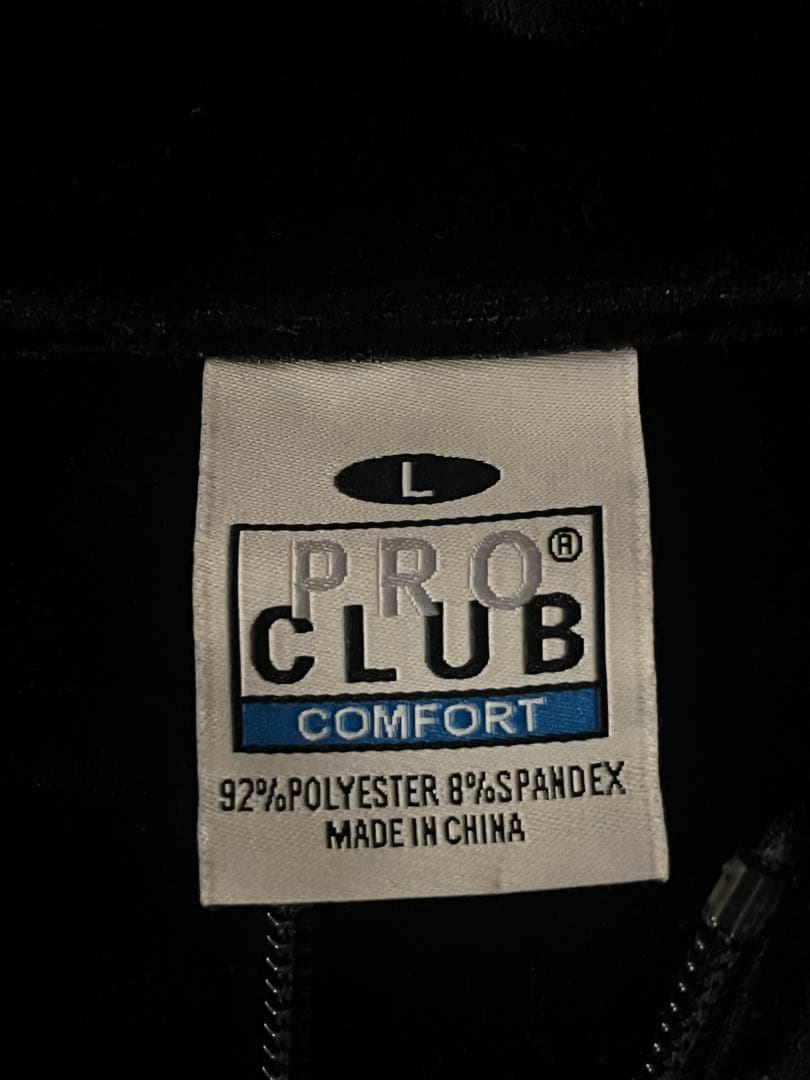 L
PRO®
CLUB
COMFORT
92%POLYESTER 8%SPANDEX
MADE IN CHINA